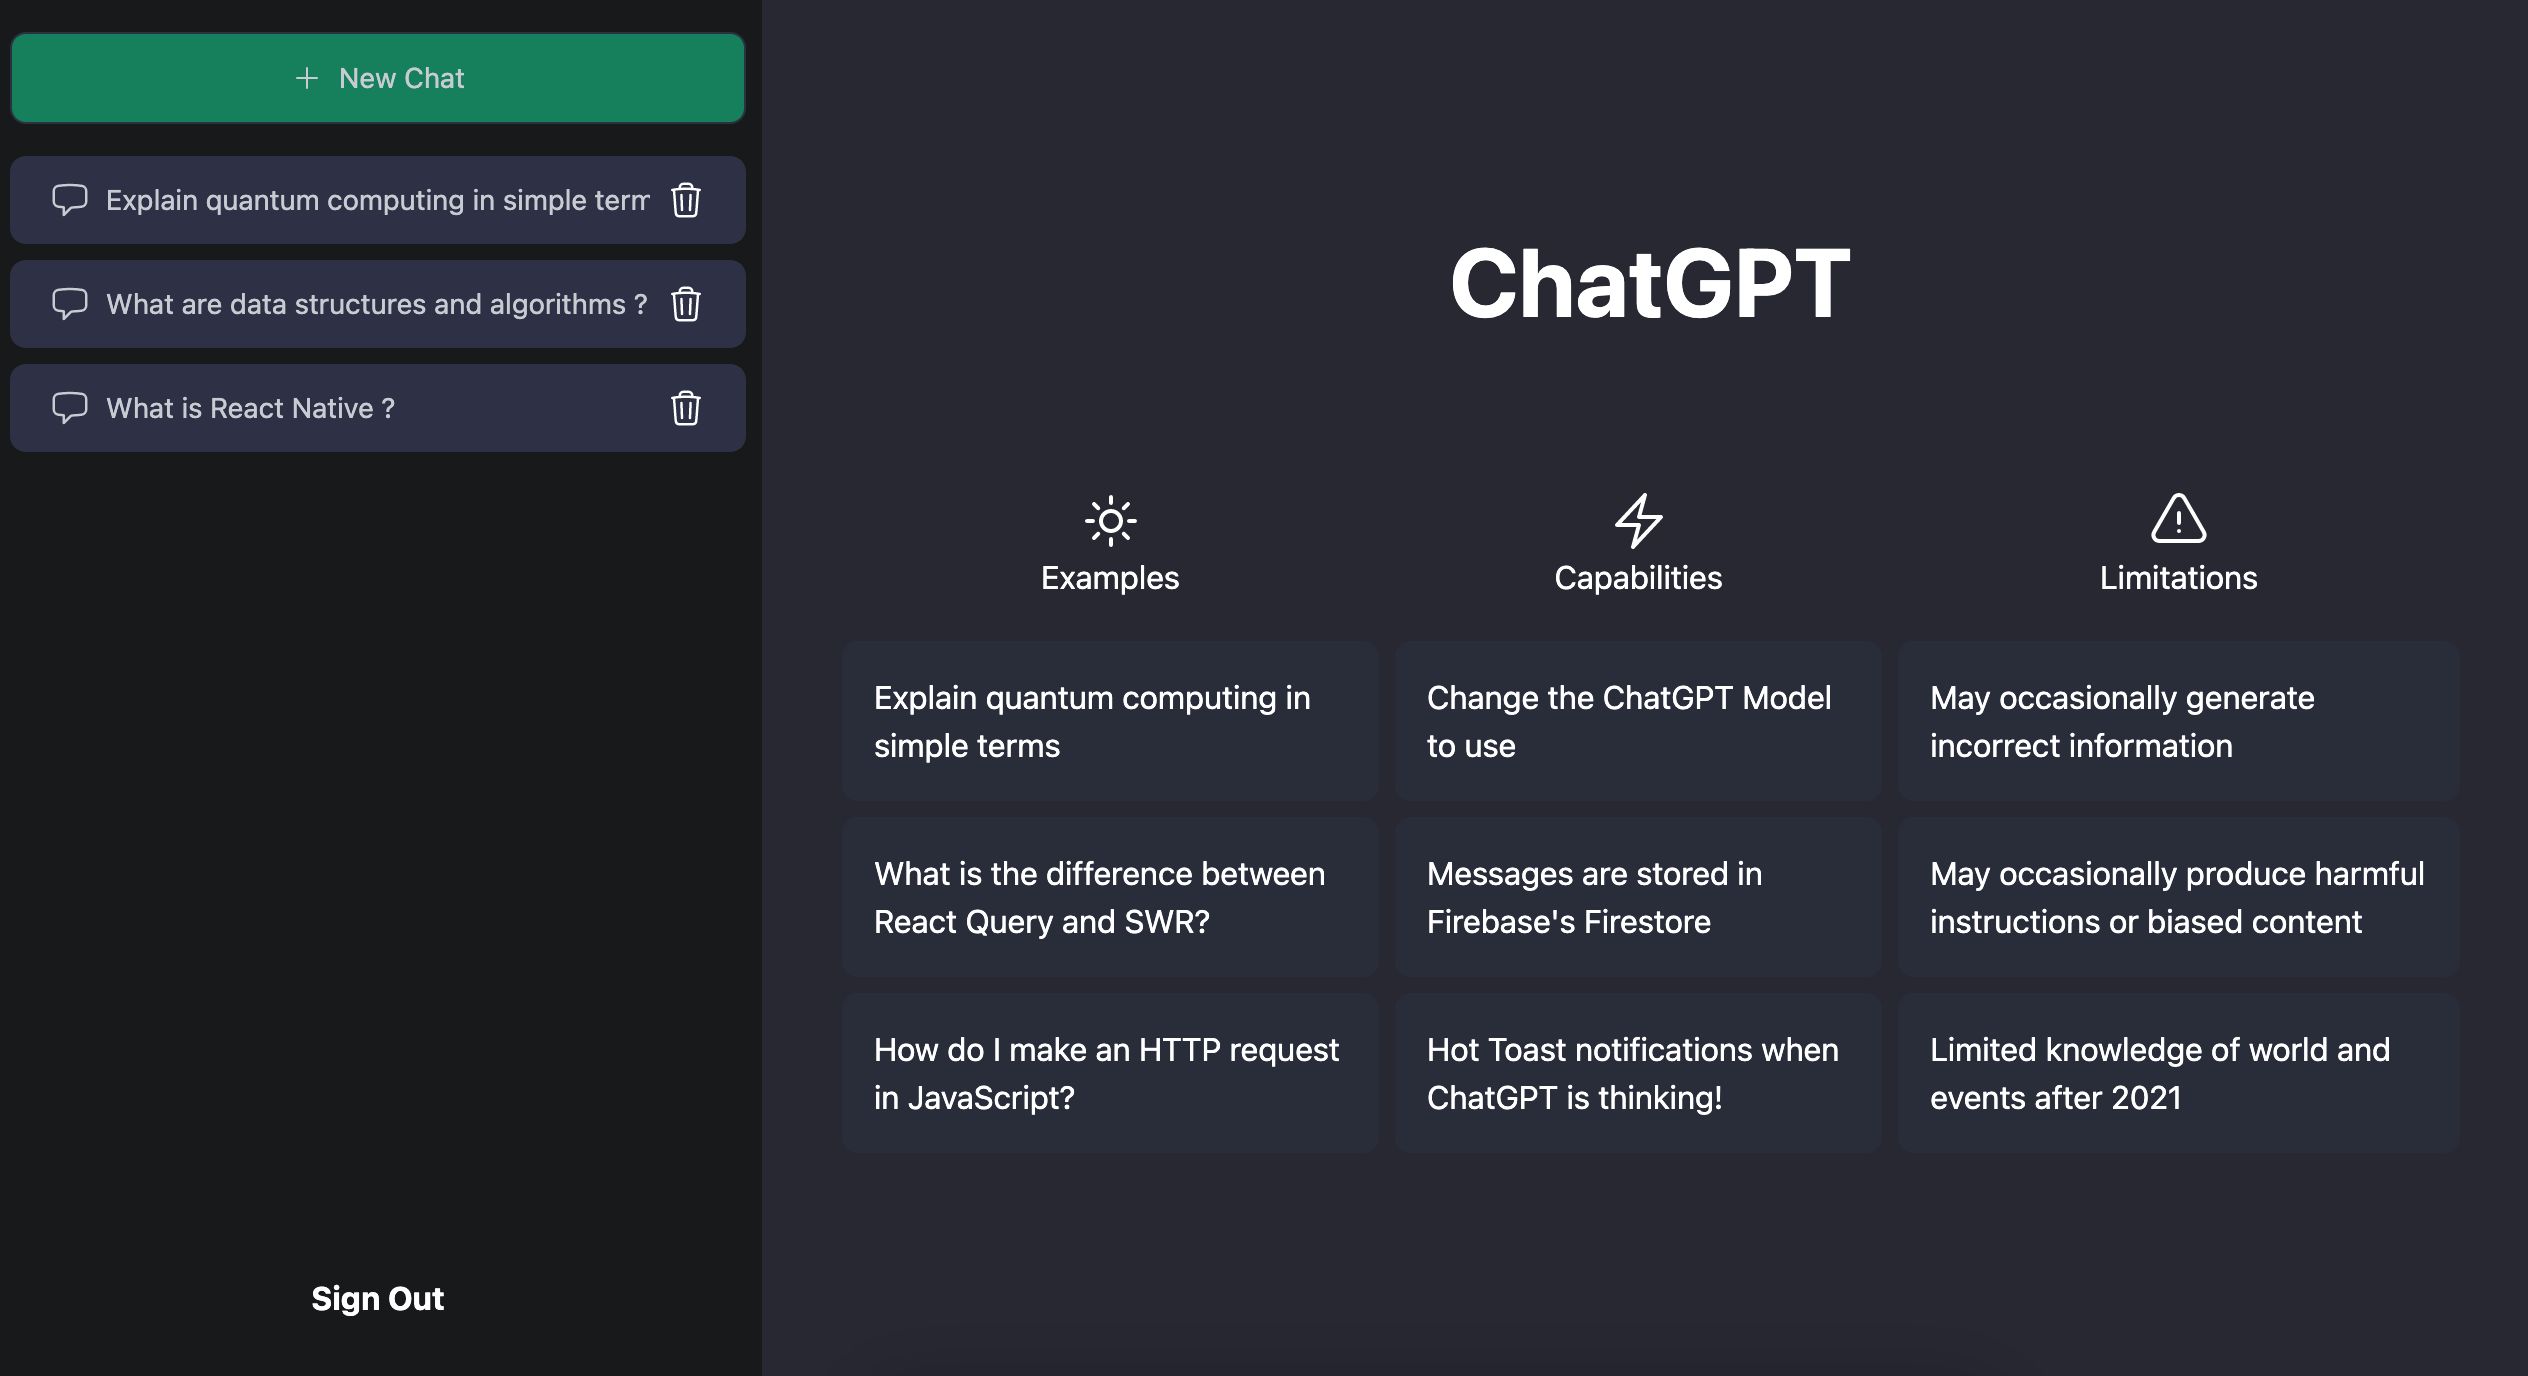 New Chat
Explain quantum computing in simple term
What are data structures and algorithms ?
What is React Native ?
Sign Out
ChatGPT
Examples
Explain quantum computing in
simple terms
What is the difference between
React Query and SWR?
How do I make an HTTP request
in JavaScript?
Capabilities
Change the ChatGPT Model
to use
Messages are stored in
Firebase's Firestore
Hot Toast notifications when
ChatGPT is thinking!
Limitations
May occasionally generate
incorrect information
May occasionally produce harmful
instructions or biased content
Limited knowledge of world and
events after 2021